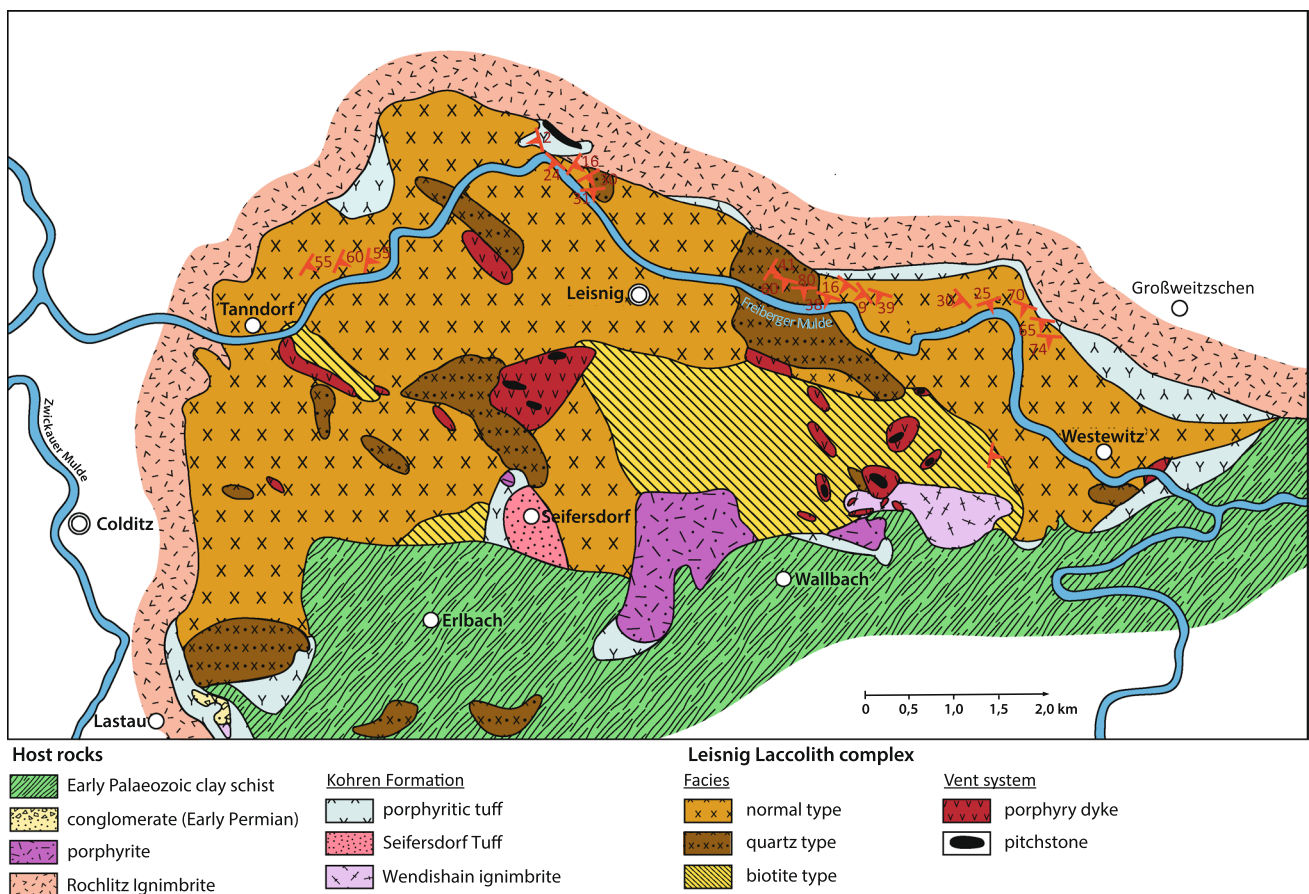 2
16
24
31
55
60
55
Tanndorf
Leisnig
Großweitzschen
80
16
38
9
39
30
25
70
55
74
Freiberger Mulde
Zwickauer Mulde
Westewitz
Colditz
Seifersdorf
Wallbach
Erlbach
Lastau
0 0,5 1,0 1,5 2,0 km
Host rocks
Early Palaeozoic clay schist
conglomerate (Early Permian)
porphyrite
Rochlitz Ignimbrite
Kohren Formation
porphyritic tuff
Seifersdorf Tuff
Wendishain ignimbrite
Leisnig Laccolith complex
Facies
normal type
quartz type
biotite type
Vent system
porphyry dyke
pitchstone